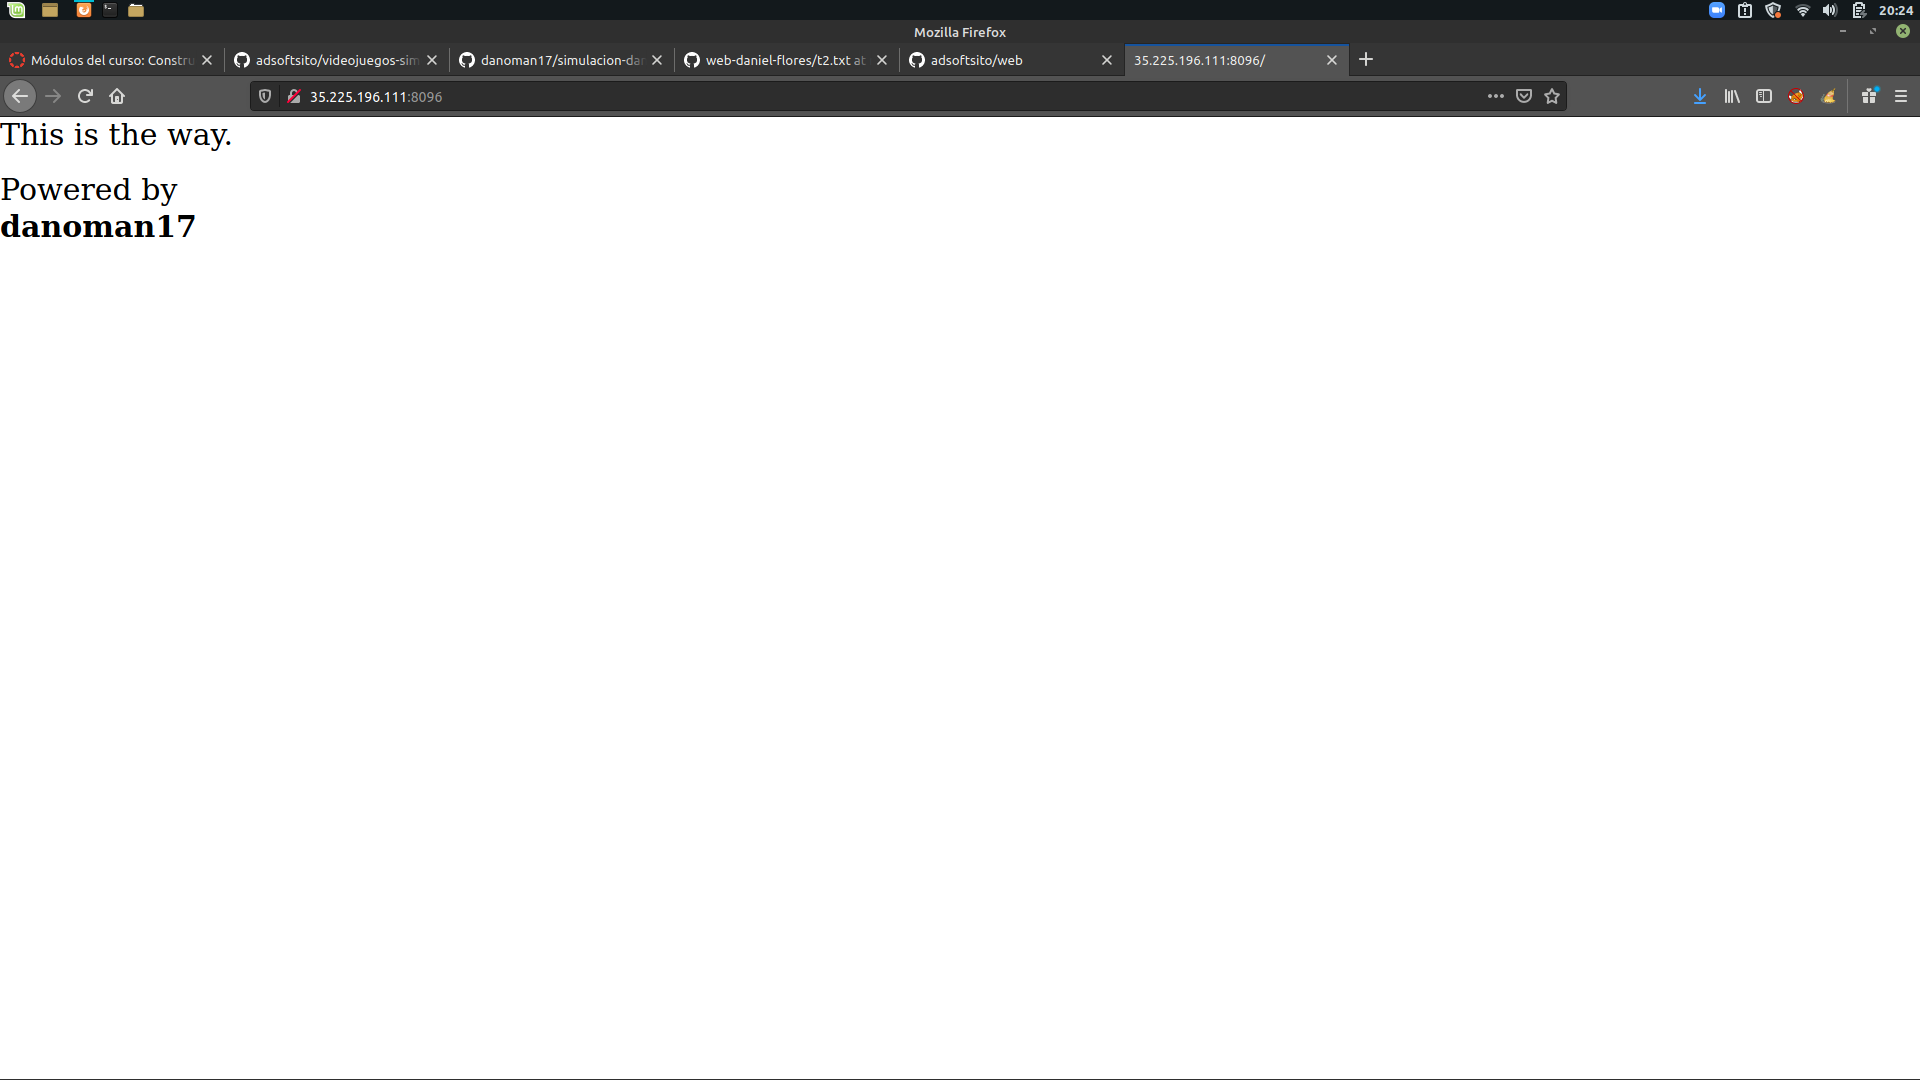 20:24
Mozilla Firefox
Módulos del curso: Constru
adsoftsito/videojuegos-sim
danoman17/simulacion-dan
web-daniel-flores/t2.txt at
adsoftsito/web
35.225.196.111:8096/
35.225.196.111:8096
This is the way.
Powered by
danoman17